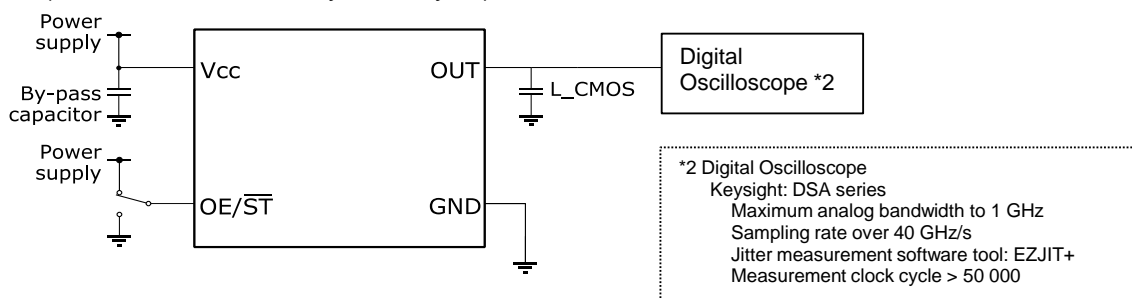 Power
supply
Vcc
OUT
By-pass
capacitor
L_CMOS
Digital
Oscilloscope *2
Power
supply
OE/ST
GND
*2 Digital Oscilloscope
Keysight: DSA series
Maximum analog bandwidth to 1 GHz
Sampling rate over 40 GHz/s
Jitter measurement software tool: EZJIT+
Measurement clock cycle > 50 000